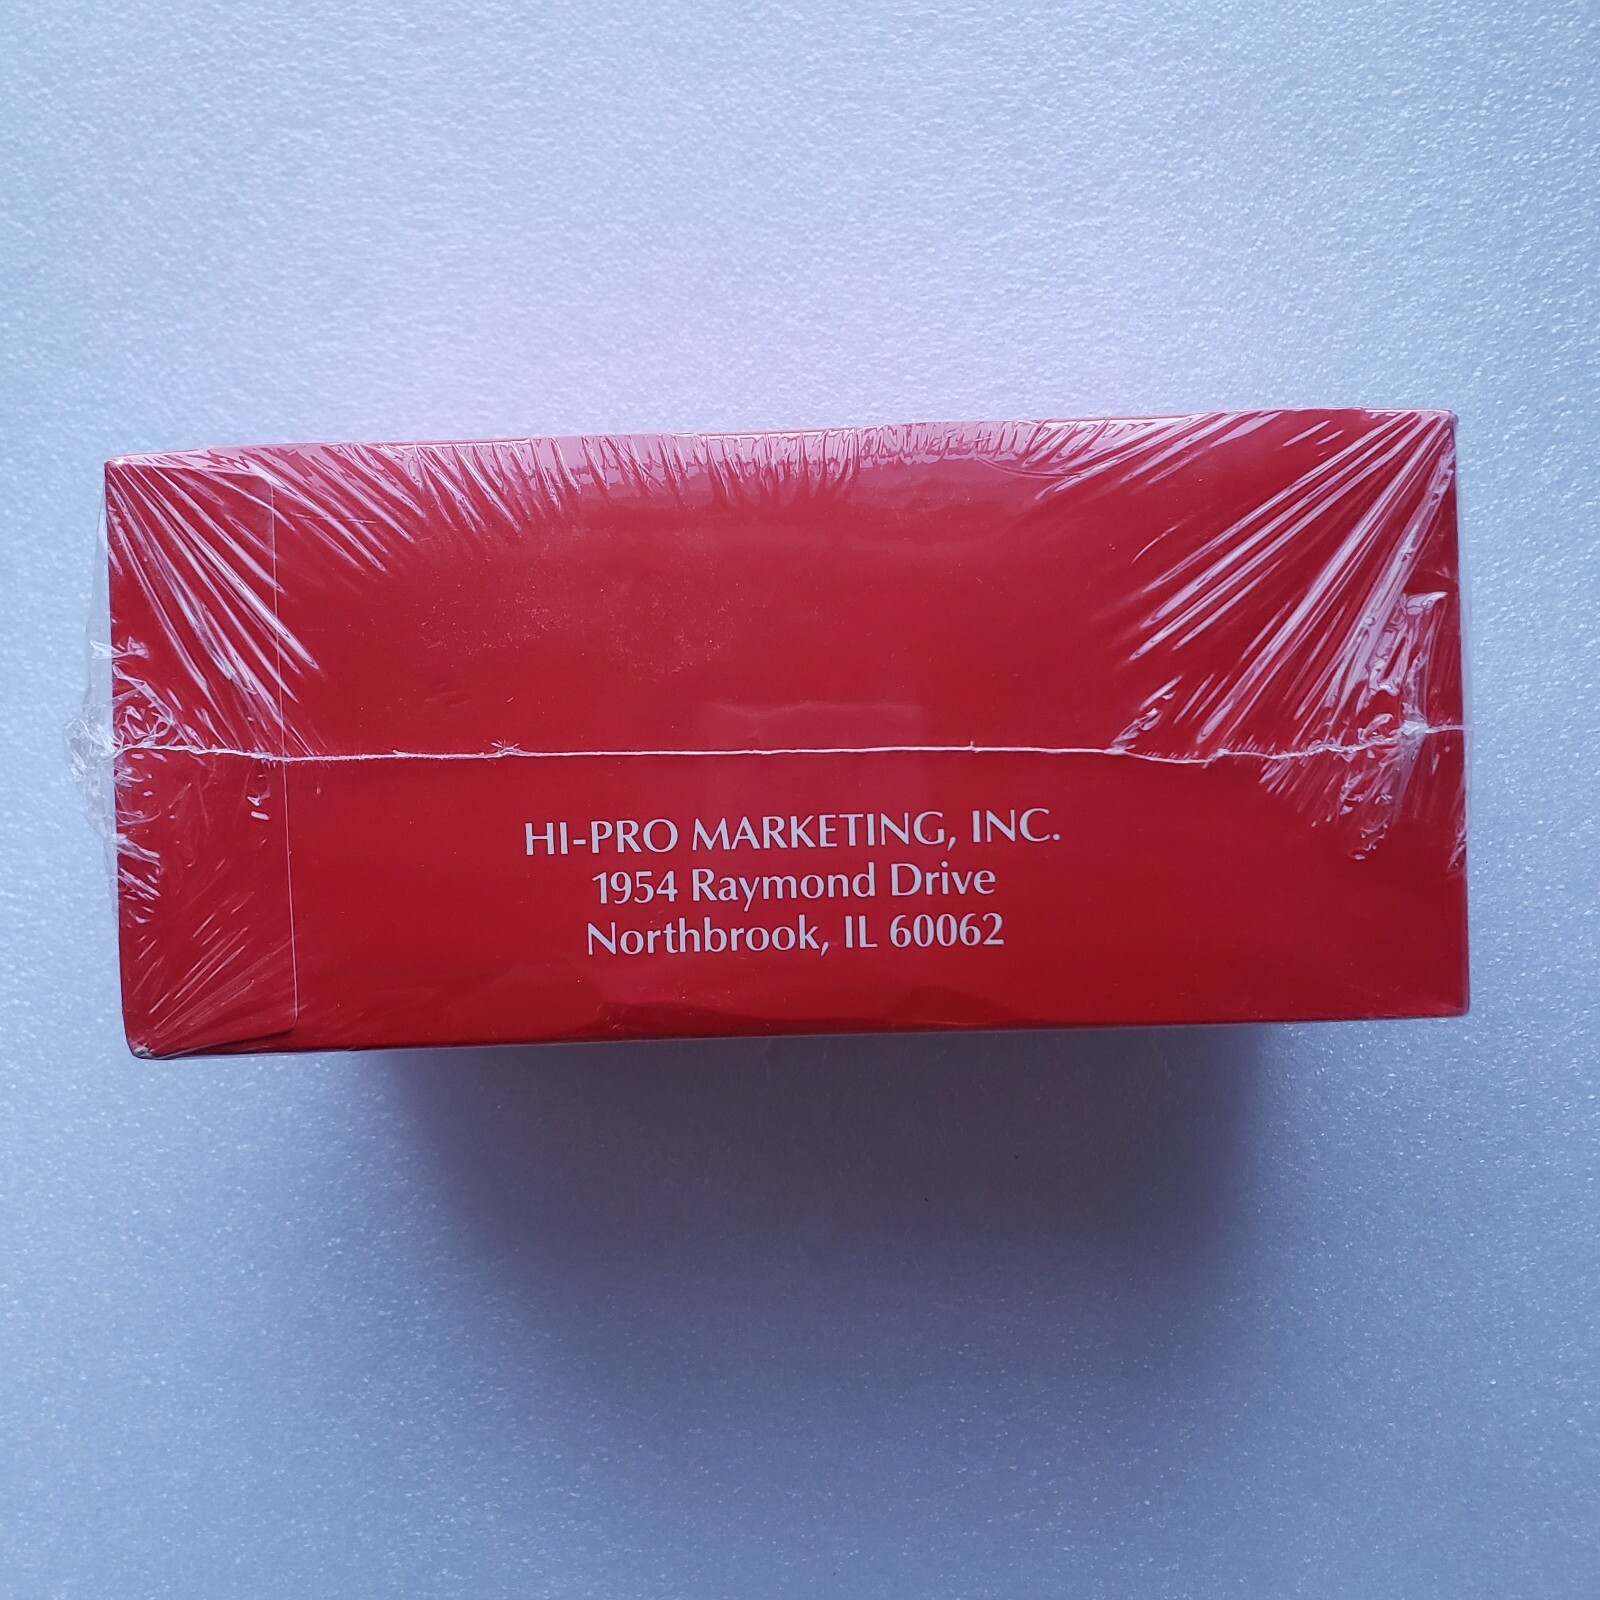 HI-PRO MARKETING, INC.
1954 Raymond Drive
Northbrook, IL 60062